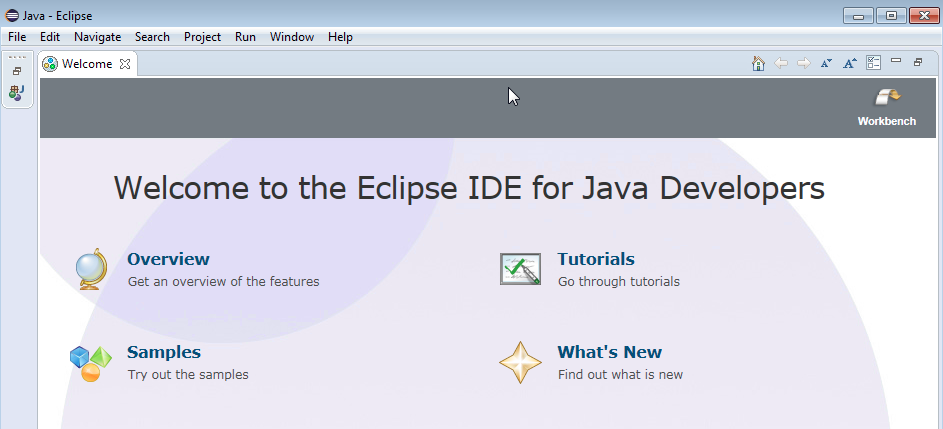 Java - Eclipse
File Edit Navigate Search Project Run Window Help
Welcome
Workbench
Welcome to the Eclipse IDE for Java Developers
Overview
Get an overview of the features
Tutorials
Go through tutorials
Samples
Try out the samples
What's New
Find out what is new